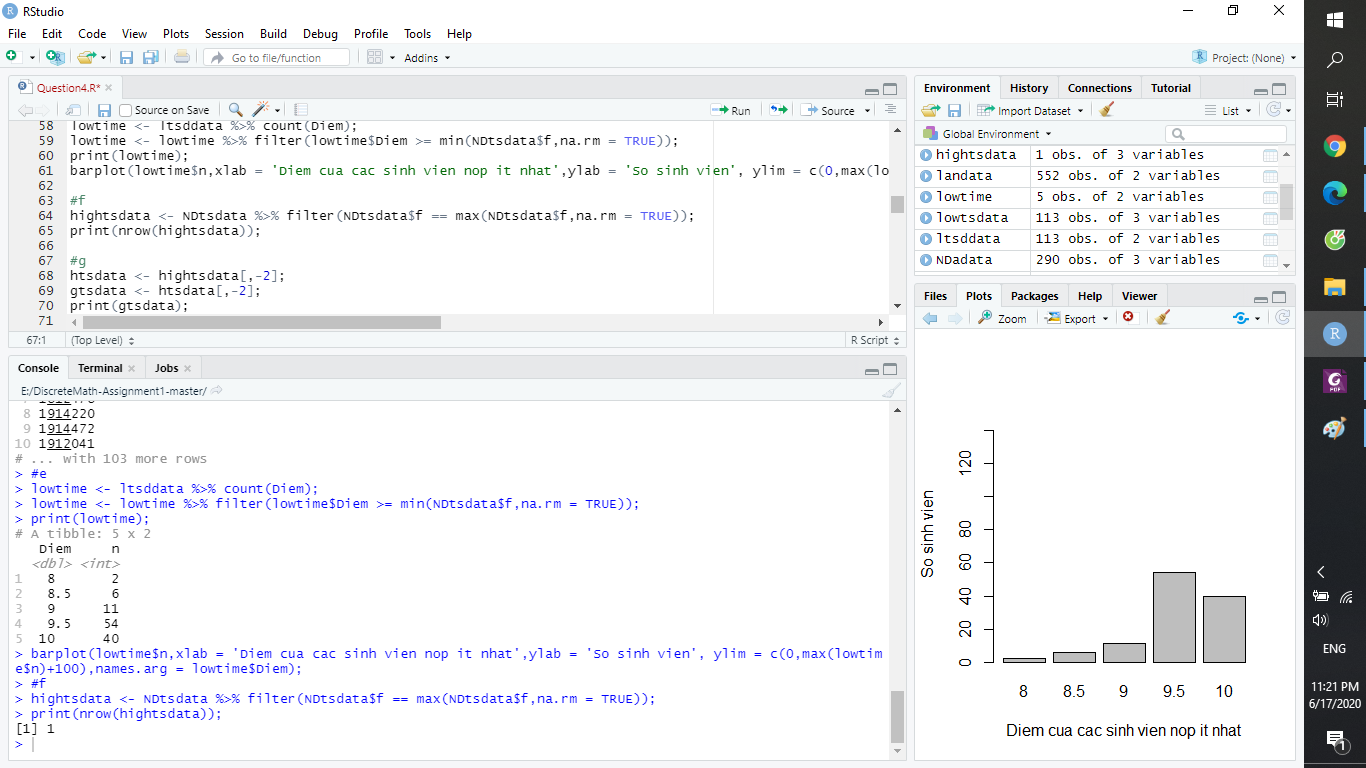 RStudio
File Edit Code View Plots Session Build Debug Profile Tools Help
Go to file/function Addins Project: (None)
Question4.R*
Source on Save Run Source
58 lowtime <- ltsddata %>% count(Diem);
59 lowtime <- lowtime %>% filter(lowtime$Diem >= min(NDtsdata$f,na.rm = TRUE));
60 print(lowtime);
61 barplot(lowtime$n,xlab = 'Diem cua cac sinh vien nop it nhat',ylab = 'So sinh vien', ylim = c(0,max(lo
62
63 #f
64 hightsdata <- NDtsdata %>% filter(NDtsdata$f == max(NDtsdata$f,na.rm = TRUE));
65 print(nrow(hightsdata));
66
67 #g
68 htsdata <- hightsdata[,-2];
69 gtsdata <- htsdata[,-2];
70 print(gtsdata);
71
67:1 (Top Level) R Script
Console Terminal Jobs
E:/DiscreteMath-Assignment1-master/
8 1914220
9 1914472
10 1912041
# ... with 103 more rows
> #e
> lowtime <- ltsddata %>% count(Diem);
> lowtime <- lowtime %>% filter(lowtime$Diem >= min(NDtsdata$f,na.rm = TRUE));
> print(lowtime);
# A tibble: 5 x 2
Diem n
<dbl> <int>
1 8 2
2 8.5 6
3 9 11
4 9.5 54
5 10 40
> barplot(lowtime$n,xlab = 'Diem cua cac sinh vien nop it nhat',ylab = 'So sinh vien', ylim = c(0,max(lowtim
e$n)+100),names.arg = lowtime$Diem);
> #f
> hightsdata <- NDtsdata %>% filter(NDtsdata$f == max(NDtsdata$f,na.rm = TRUE));
> print(nrow(hightsdata));
[1] 1
>
Environment History Connections Tutorial
Import Dataset List
Global Environment
hightsdata 1 obs. of 3 variables
landata 552 obs. of 2 variables
lowtime 5 obs. of 2 variables
lowtsdata 113 obs. of 3 variables
ltsddata 113 obs. of 2 variables
NDadata 290 obs. of 3 variables
Files Plots Packages Help Viewer
Zoom Export
So sinh vien
120
80
60
40
20
0
8 8.5 9 9.5 10
Diem cua cac sinh vien nop it nhat
R
PDF
ENG
11:21 PM
6/17/2020
1